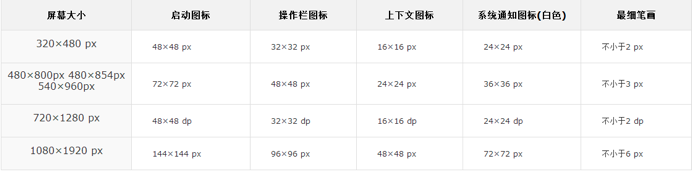 屏幕大小 启动图标 操作栏图标 上下文图标 系统通知图标(白色) 最细笔画
320×480 px 48×48 px 32×32 px 16×16 px 24×24 px 不小于2 px
480×800px 480×854px
540×960px 72×72 px 48×48 px 24×24 px 36×36 px 不小于3 px
720×1280 px 48×48 dp 32×32 dp 16×16 dp 24×24 dp 不小于2 dp
1080×1920 px 144×144 px 96×96 px 48×48 px 72×72 px 不小于6 px